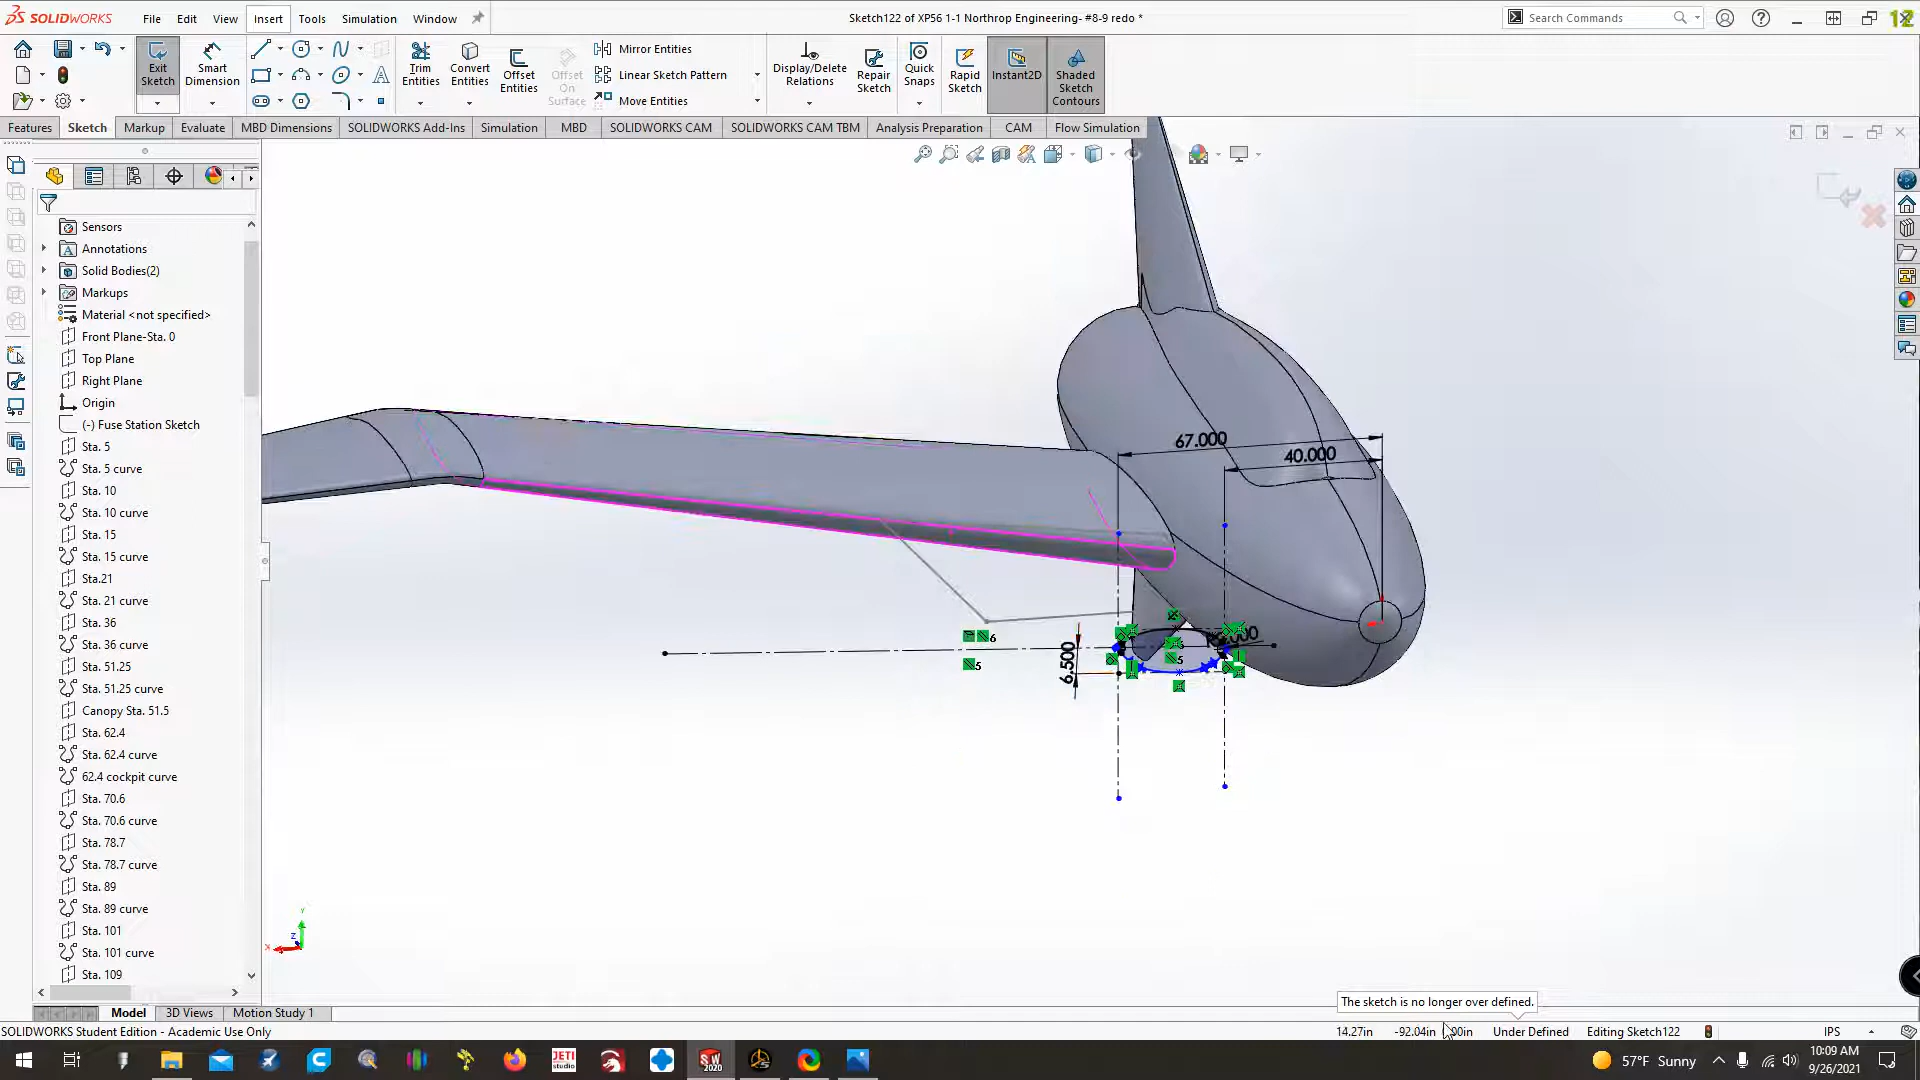 SOLIDWORKS
File
Edit
View
Insert
Tools
Simulation
Window
Sketch122 of XP56 1-1 Northrop Engineering- #8-9 redo *
Search Commands
12
Exit Sketch
Smart Dimension
Trim Entities
Convert Entities
Offset Entities
Offset On Surface
Mirror Entities
Linear Sketch Pattern
Move Entities
Display/Delete Relations
Repair Sketch
Quick Snaps
Rapid Sketch
Instant2D
Shaded Sketch Contours
Features
Sketch
Markup
Evaluate
MBD Dimensions
SOLIDWORKS Add-Ins
Simulation
MBD
SOLIDWORKS CAM
SOLIDWORKS CAM TBM
Analysis Preparation
CAM
Flow Simulation
Sensors
Annotations
Solid Bodies(2)
Markups
Material <not specified>
Front Plane-Sta. 0
Top Plane
Right Plane
Origin
(-) Fuse Station Sketch
Sta. 5
Sta. 5 curve
Sta. 10
Sta. 10 curve
Sta. 15
Sta. 15 curve
Sta.21
Sta. 21 curve
Sta. 36
Sta. 36 curve
Sta. 51.25
Sta. 51.25 curve
Canopy Sta. 51.5
Sta. 62.4
Sta. 62.4 curve
62.4 cockpit curve
Sta. 70.6
Sta. 70.6 curve
Sta. 78.7
Sta. 78.7 curve
Sta. 89
Sta. 89 curve
Sta. 101
Sta. 101 curve
Sta. 109
67.000
40.000
6.500
6
5
5
Y
Z
X
The sketch is no longer over defined.
Model
3D Views
Motion Study 1
SOLIDWORKS Student Edition - Academic Use Only
14.27in
-92.04in
Under Defined
Editing Sketch122
IPS
JETI studio
SW 2020
57°F Sunny
10:09 AM
9/26/2021